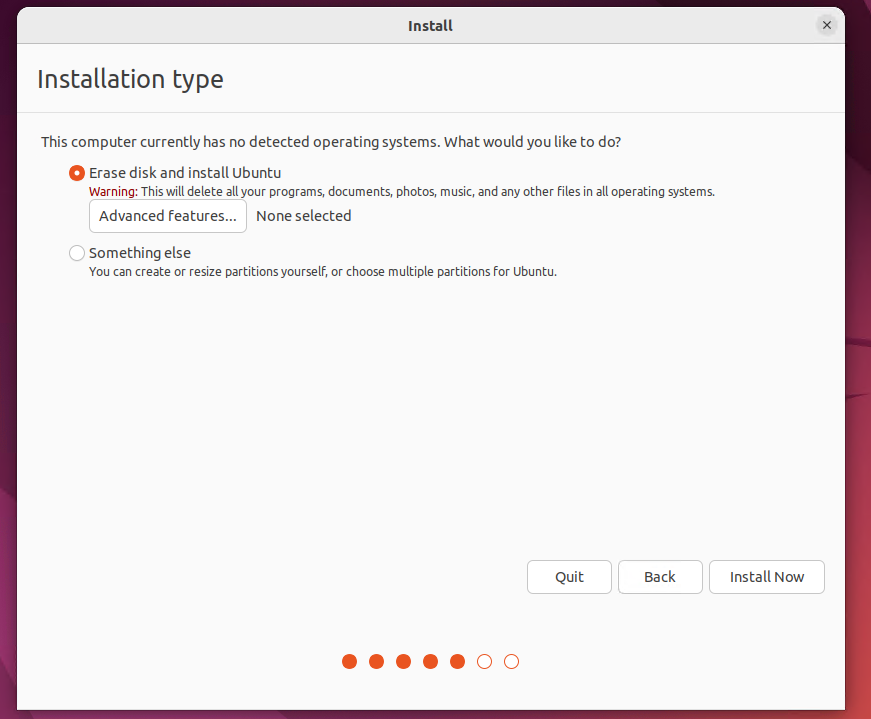 Install
Installation type
This computer currently has no detected operating systems. What would you like to do?
Erase disk and install Ubuntu
Warning: This will delete all your programs, documents, photos, music, and any other files in all operating systems.
Advanced features... None selected
Something else
You can create or resize partitions yourself, or choose multiple partitions for Ubuntu.
Quit Back Install Now